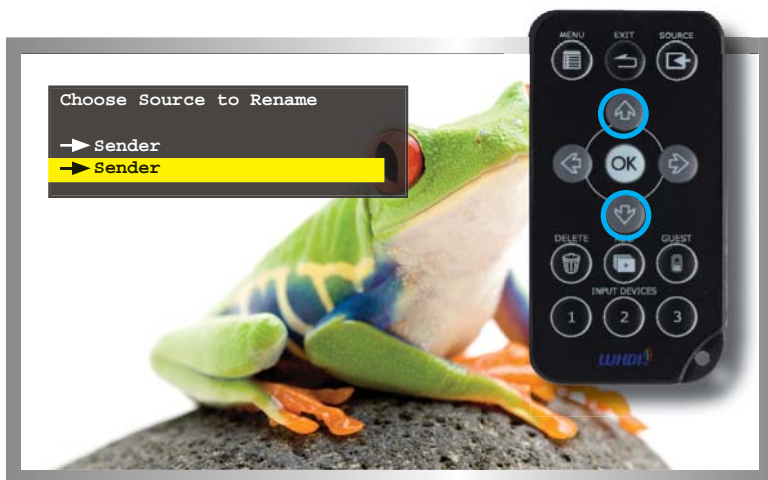 Choose Source to Rename
Sender
Sender
MENU EXIT SOURCE
OK
DELETE GUEST
INPUT DEVICES
1 2 3
WHDI